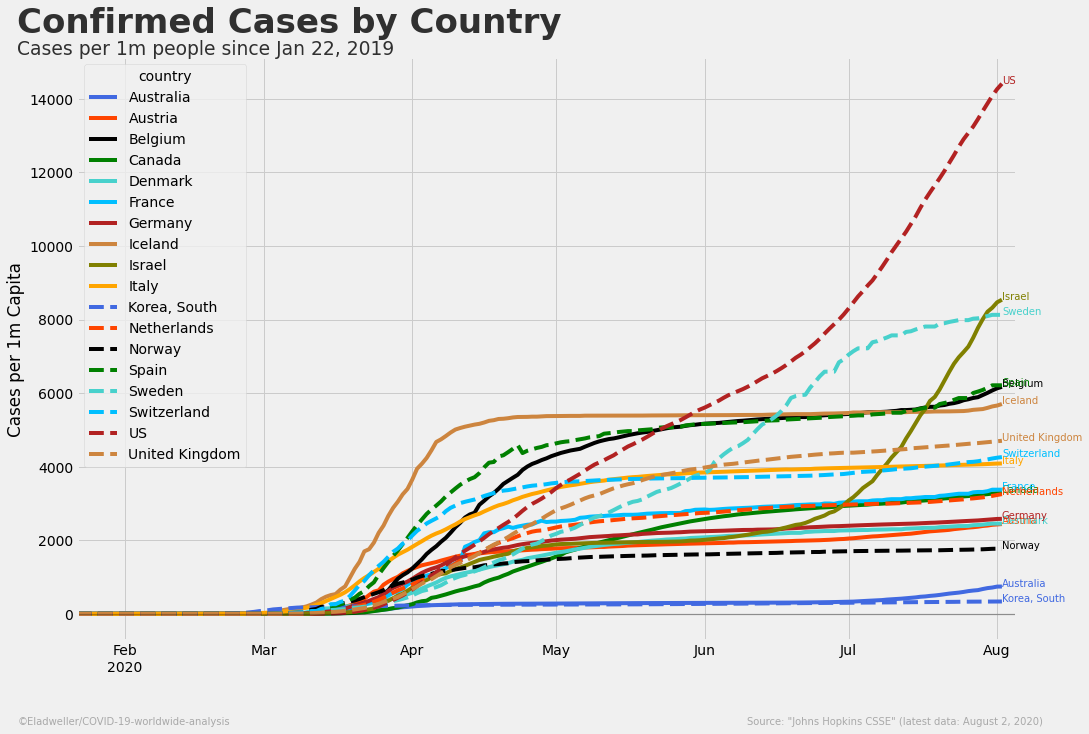 Confirmed Cases by Country
Cases per 1m people since Jan 22, 2019
country
Australia
Austria
Belgium
Canada
Denmark
France
Germany
Iceland
Israel
Italy
Korea, South
Netherlands
Norway
Spain
Sweden
Switzerland
US
United Kingdom
Cases per 1m Capita
14000
12000
10000
8000
6000
4000
2000
0
US
Israel
Sweden
Belgium
Iceland
United Kingdom
Switzerland
Italy
France
Canada
Netherlands
Germany
Norway
Australia
Korea, South
Feb
2020
Mar
Apr
May
Jun
Jul
Aug
©Eladweller/COVID-19-worldwide-analysis
Source: "Johns Hopkins CSSE" (latest data: August 2, 2020)